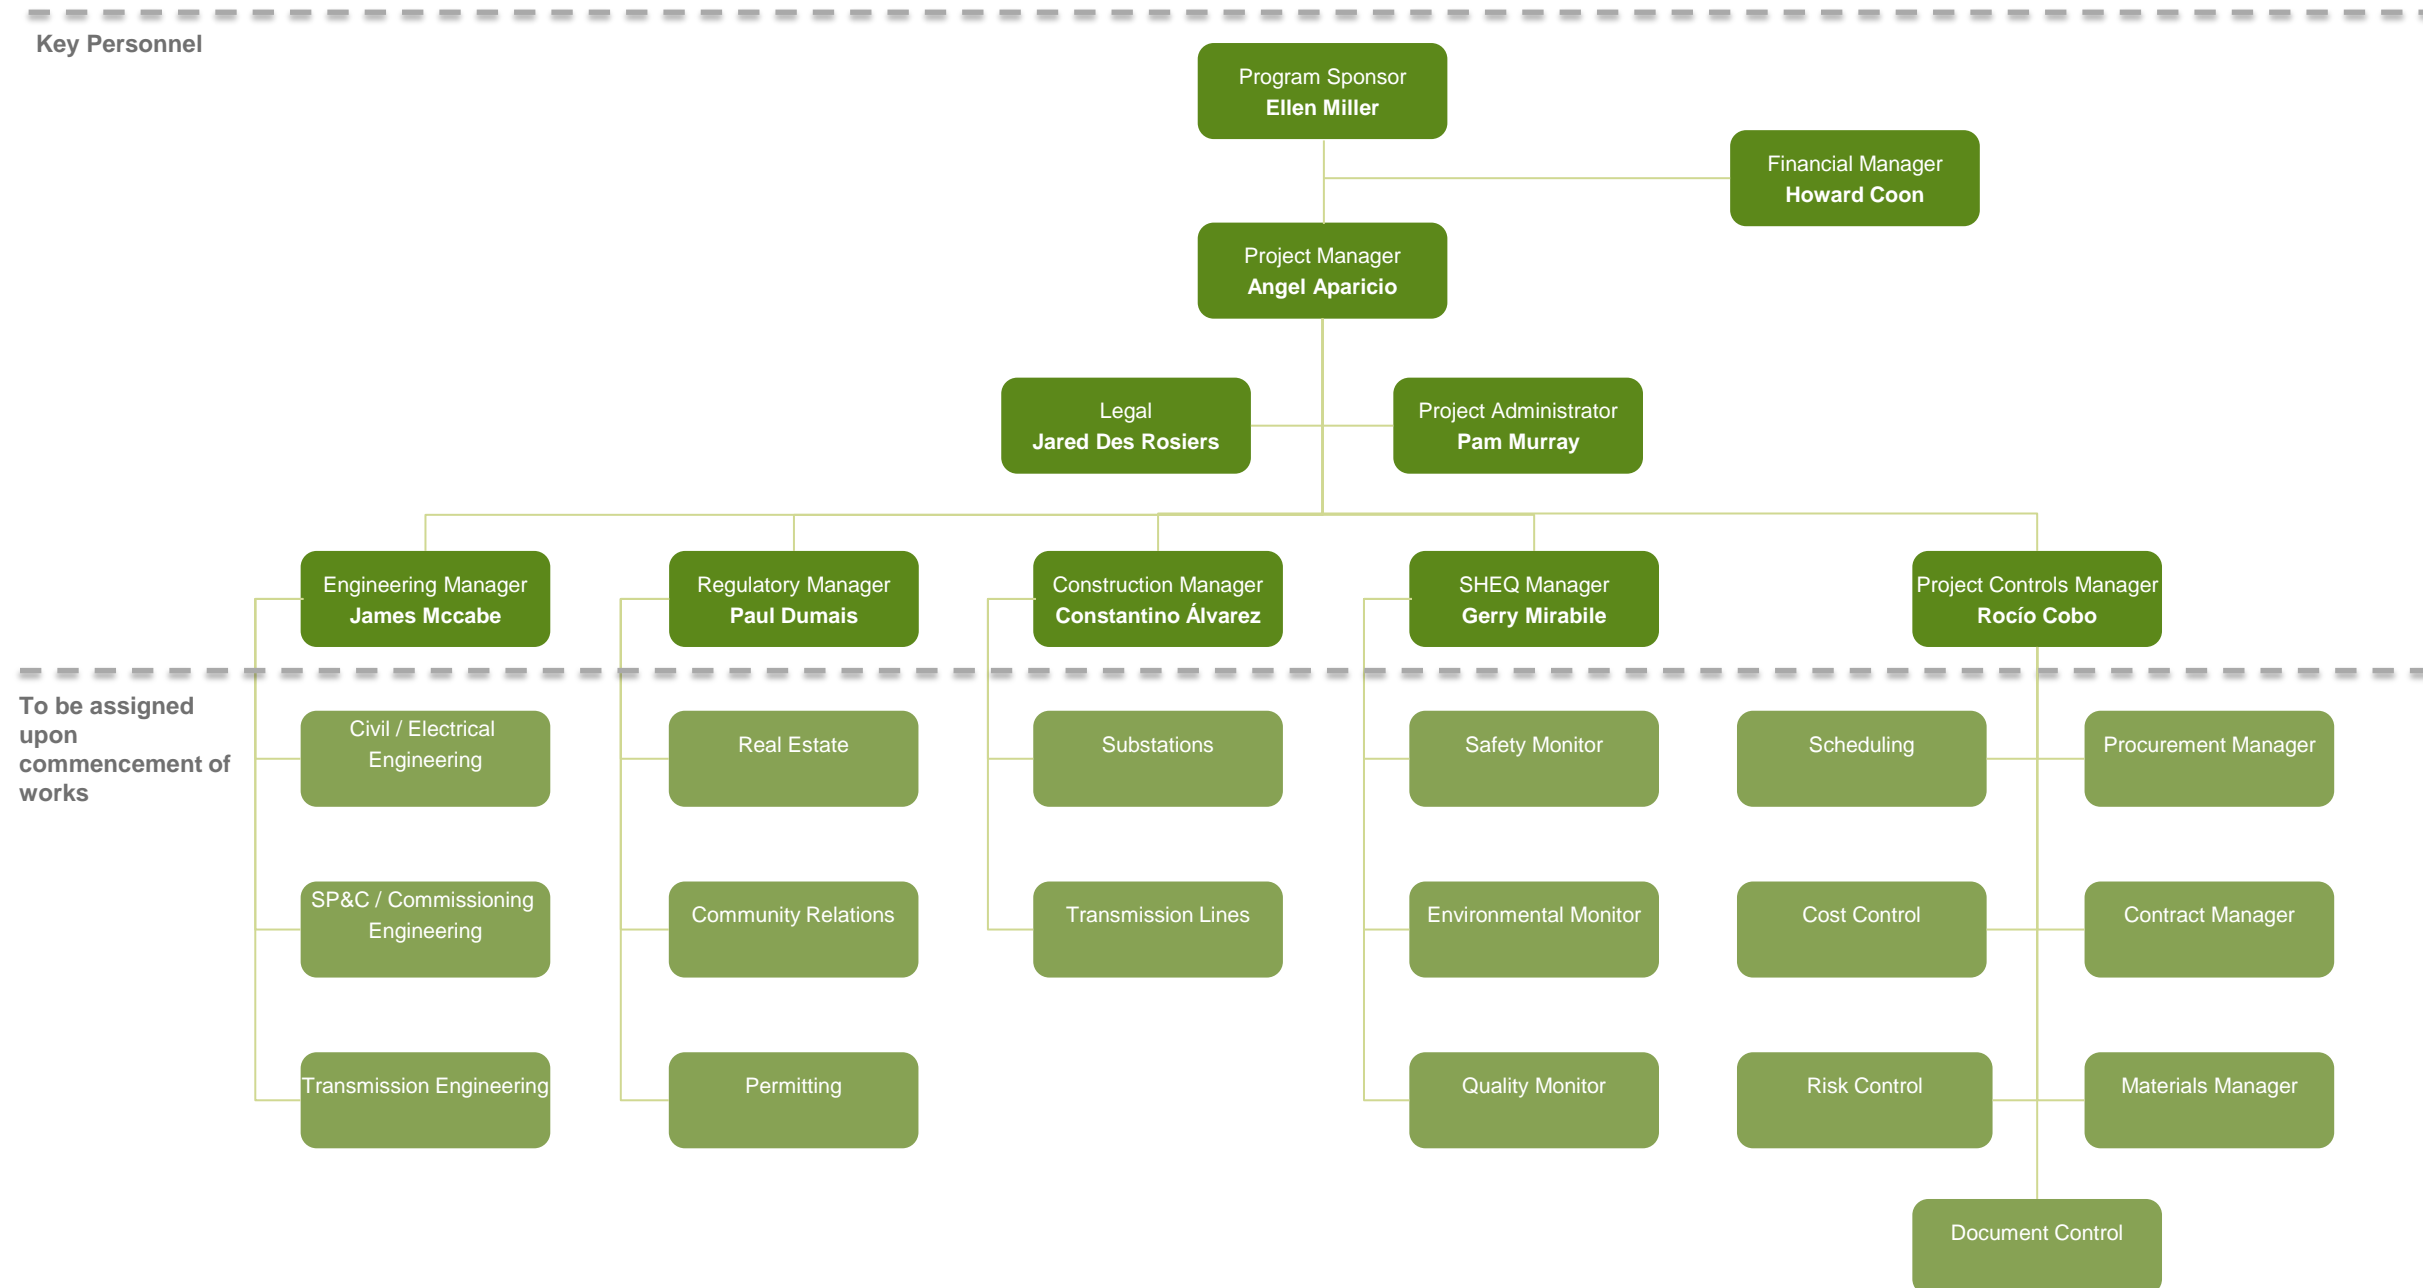 Key Personnel
Program Sponsor
Ellen Miller
Financial Manager
Howard Coon
Project Manager
Angel Aparicio
Legal
Jared Des Rosiers
Project Administrator
Pam Murray
Engineering Manager
James Mccabe
Regulatory Manager
Paul Dumais
Construction Manager
Constantino Álvarez
SHEQ Manager
Gerry Mirabile
Project Controls Manager
Rocío Cobo
To be assigned
upon
commencement of
works
Civil / Electrical
Engineering
Real Estate
Substations
Safety Monitor
Scheduling
Procurement Manager
SP&C / Commissioning
Engineering
Community Relations
Transmission Lines
Environmental Monitor
Cost Control
Contract Manager
Transmission Engineering
Permitting
Quality Monitor
Risk Control
Materials Manager
Document Control